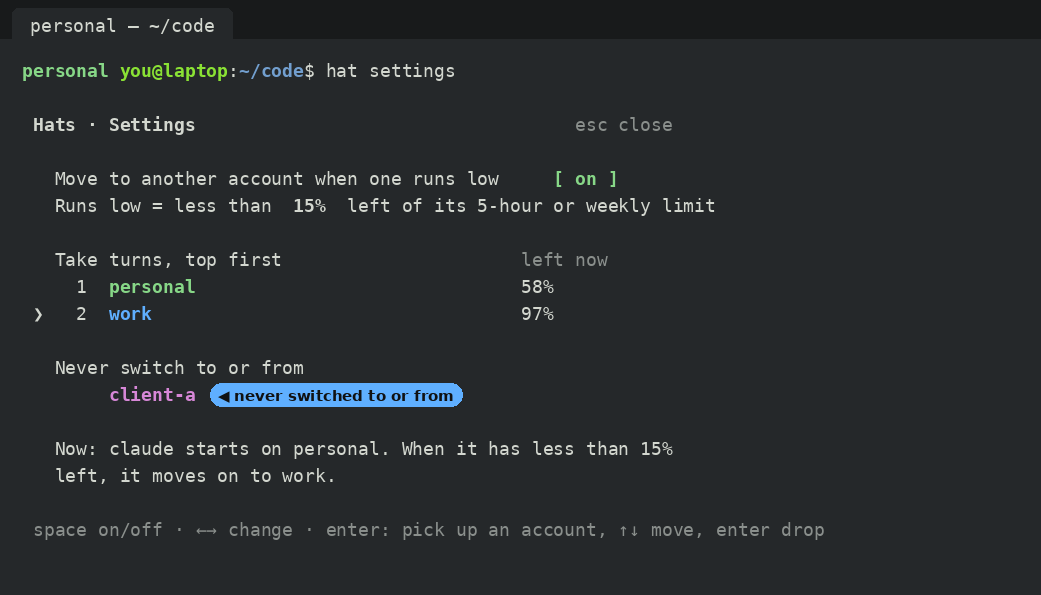 personal — ~/code
personal you@laptop:~/code$ hat settings
Hats · Settings esc close
Move to another account when one runs low [ on ]
Runs low = less than 15% left of its 5-hour or weekly limit
Take turns, top first left now
1 personal 58%
❯ 2 work 97%
Never switch to or from
client-a ◀ never switched to or from
Now: claude starts on personal. When it has less than 15%
left, it moves on to work.
space on/off · ←→ change · enter: pick up an account, ↑↓ move, enter drop